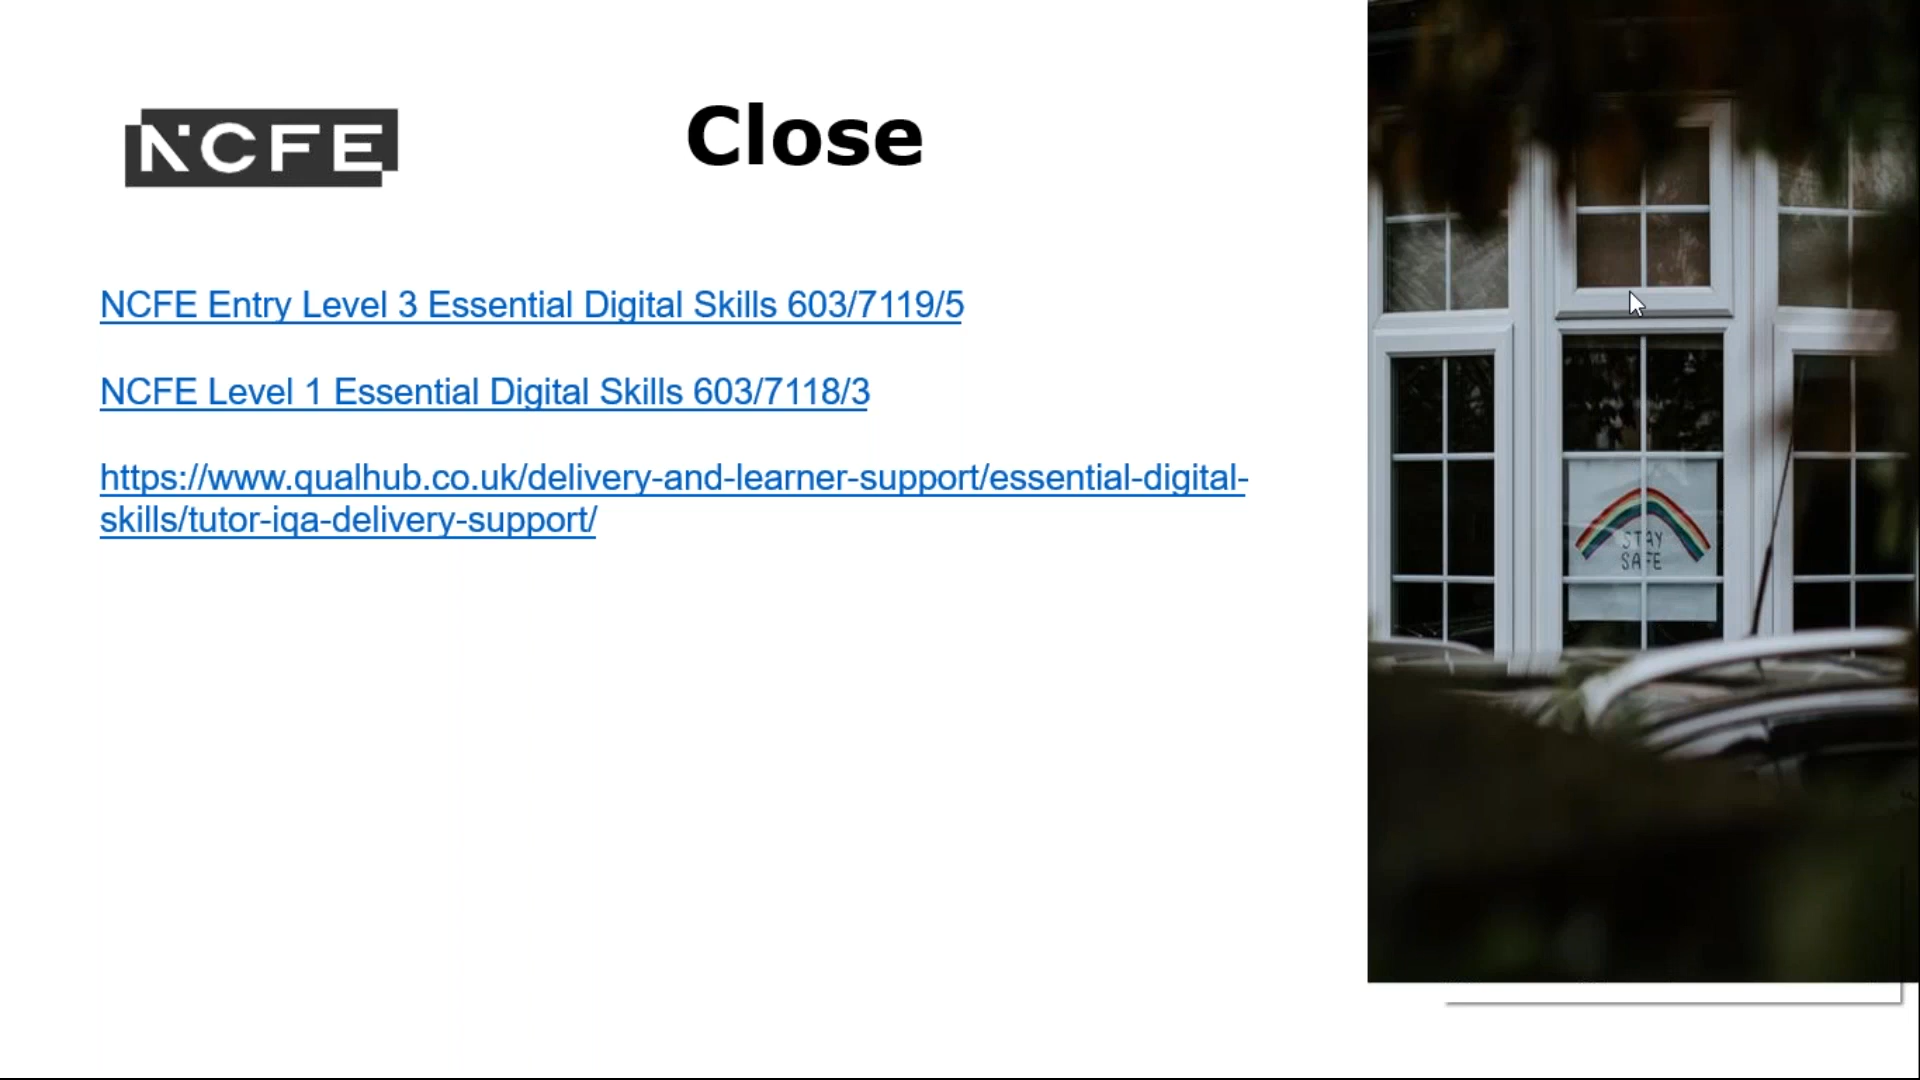 NCFE
Close
NCFE Entry Level 3 Essential Digital Skills 603/7119/5
NCFE Level 1 Essential Digital Skills 603/7118/3
https://www.qualhub.co.uk/delivery-and-learner-support/essential-digital-
skills/tutor-iqa-delivery-support/
STAY
SAFE